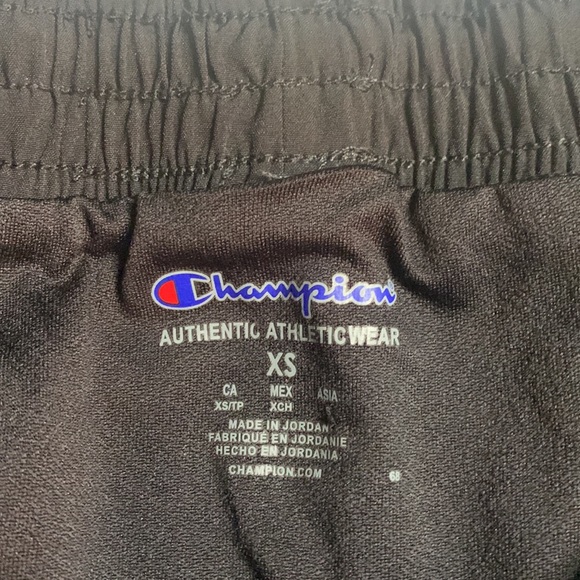 Champion
AUTHENTIC ATHLETICWEAR
XS
CA MEX ASIA
XS/TP XCH
MADE IN JORDAN
FABRIQUÉ EN JORDANIE
HECHO EN JORDANIA
CHAMPION.COM